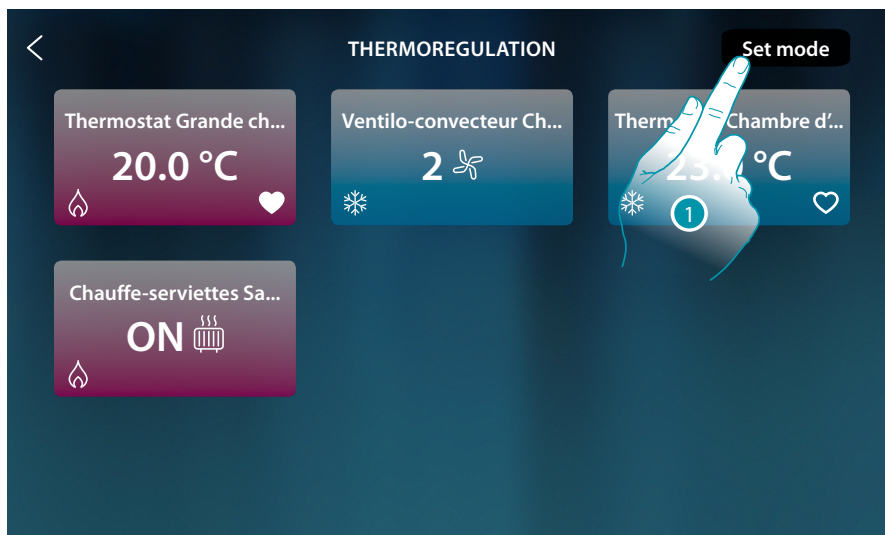 THERMOREGULATION
Set mode
Thermostat Grande ch...
Ventilo-convecteur Ch...
Chambre d'...
20.0 °C
2
°C
1
Chauffe-serviettes Sa...
ON